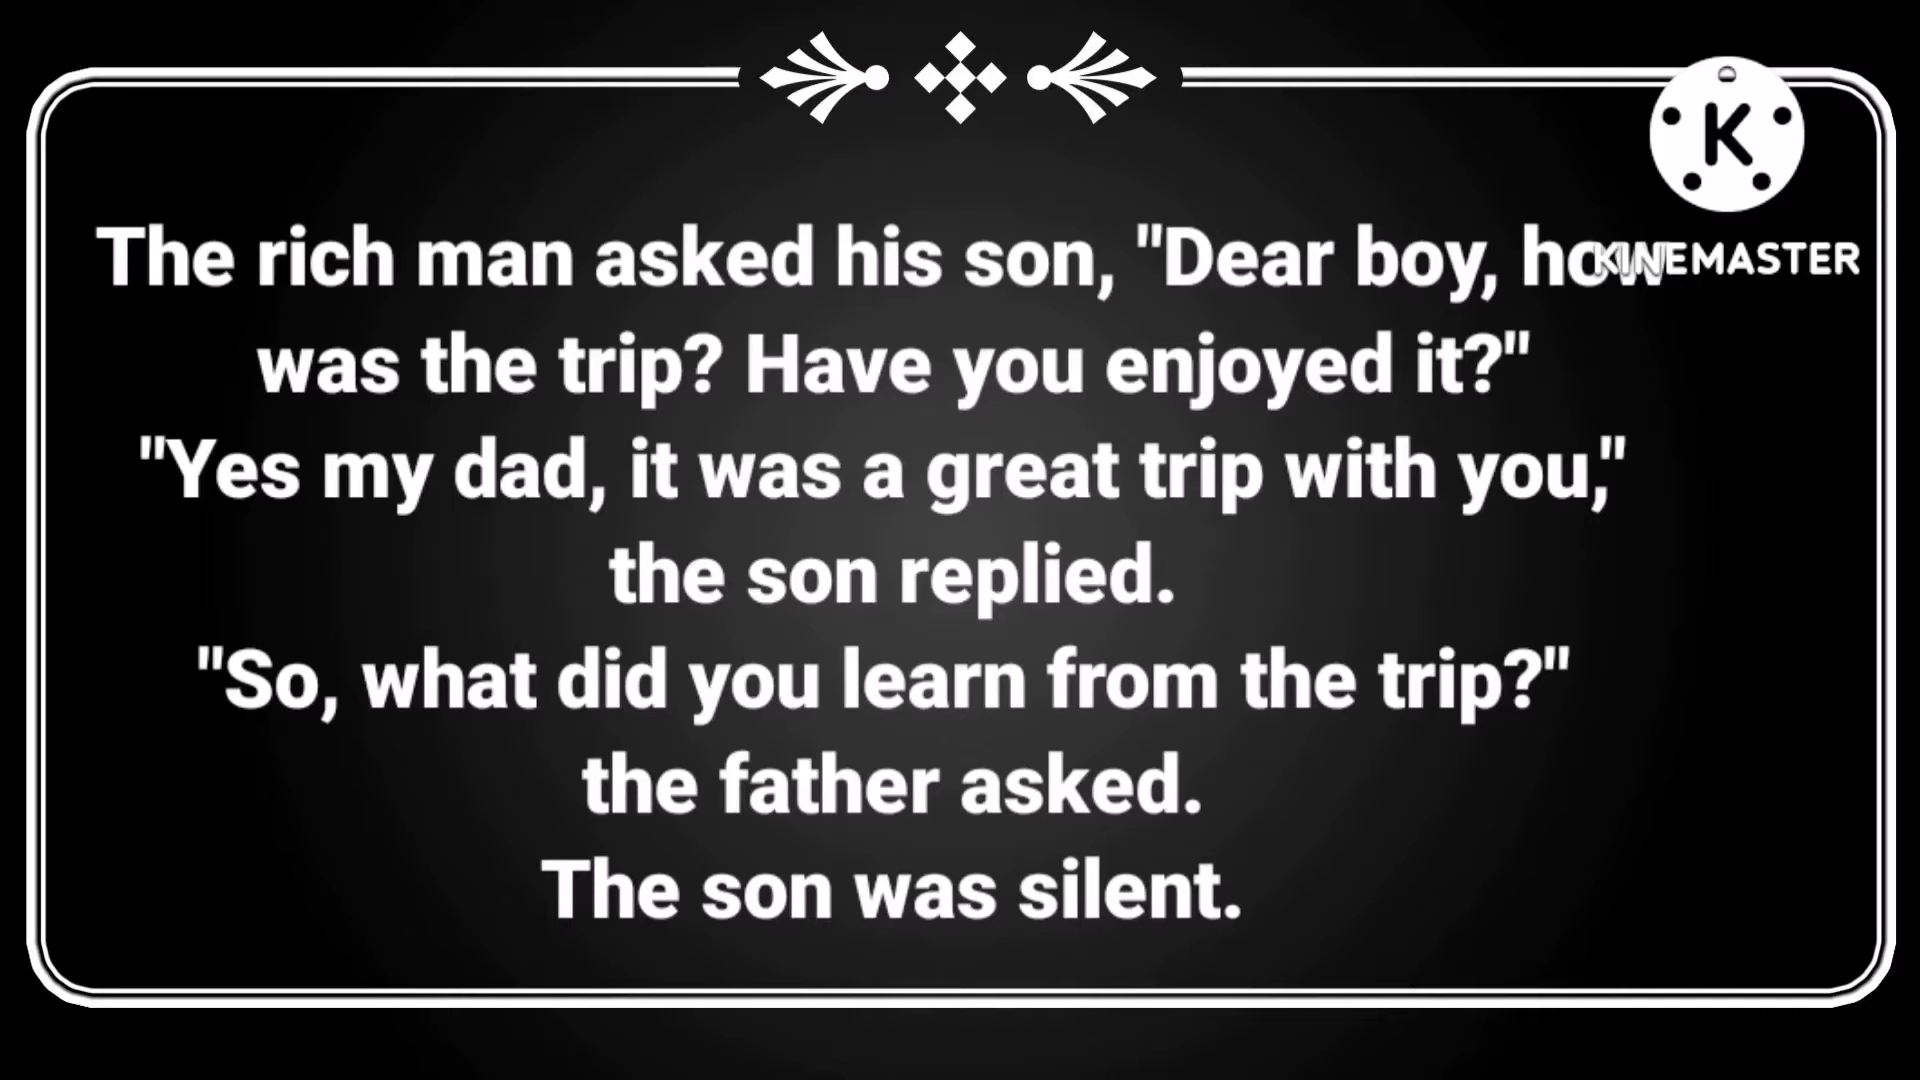 K
KINEMASTER
The rich man asked his son, "Dear boy, how
was the trip? Have you enjoyed it?"
"Yes my dad, it was a great trip with you,"
the son replied.
"So, what did you learn from the trip?"
the father asked.
The son was silent.